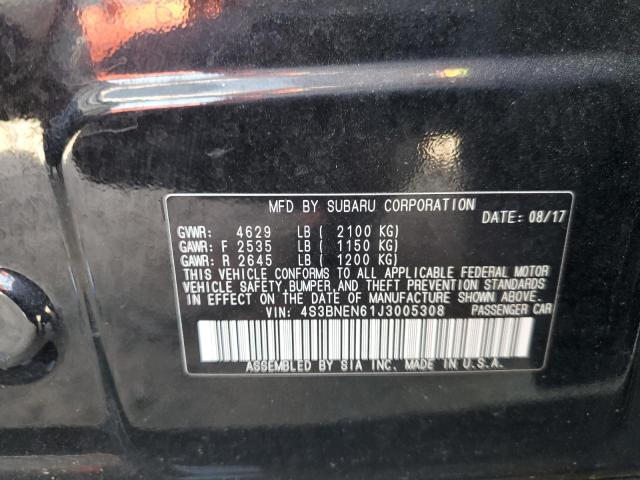 MFD BY SUBARU CORPORATION
DATE: 08/17
GVWR: 4629 LB ( 2100 KG)
GAWR: F 2535 LB ( 1150 KG)
GAWR: R 2645 LB ( 1200 KG)
THIS VEHICLE CONFORMS TO ALL APPLICABLE FEDERAL MOTOR
VEHICLE SAFETY, BUMPER, AND THEFT PREVENTION STANDARDS
IN EFFECT ON THE DATE OF MANUFACTURE SHOWN ABOVE.
VIN: 4S3BNEN61J3005308 PASSENGER CAR
ASSEMBLED BY SIA INC. MADE IN U.S.A.